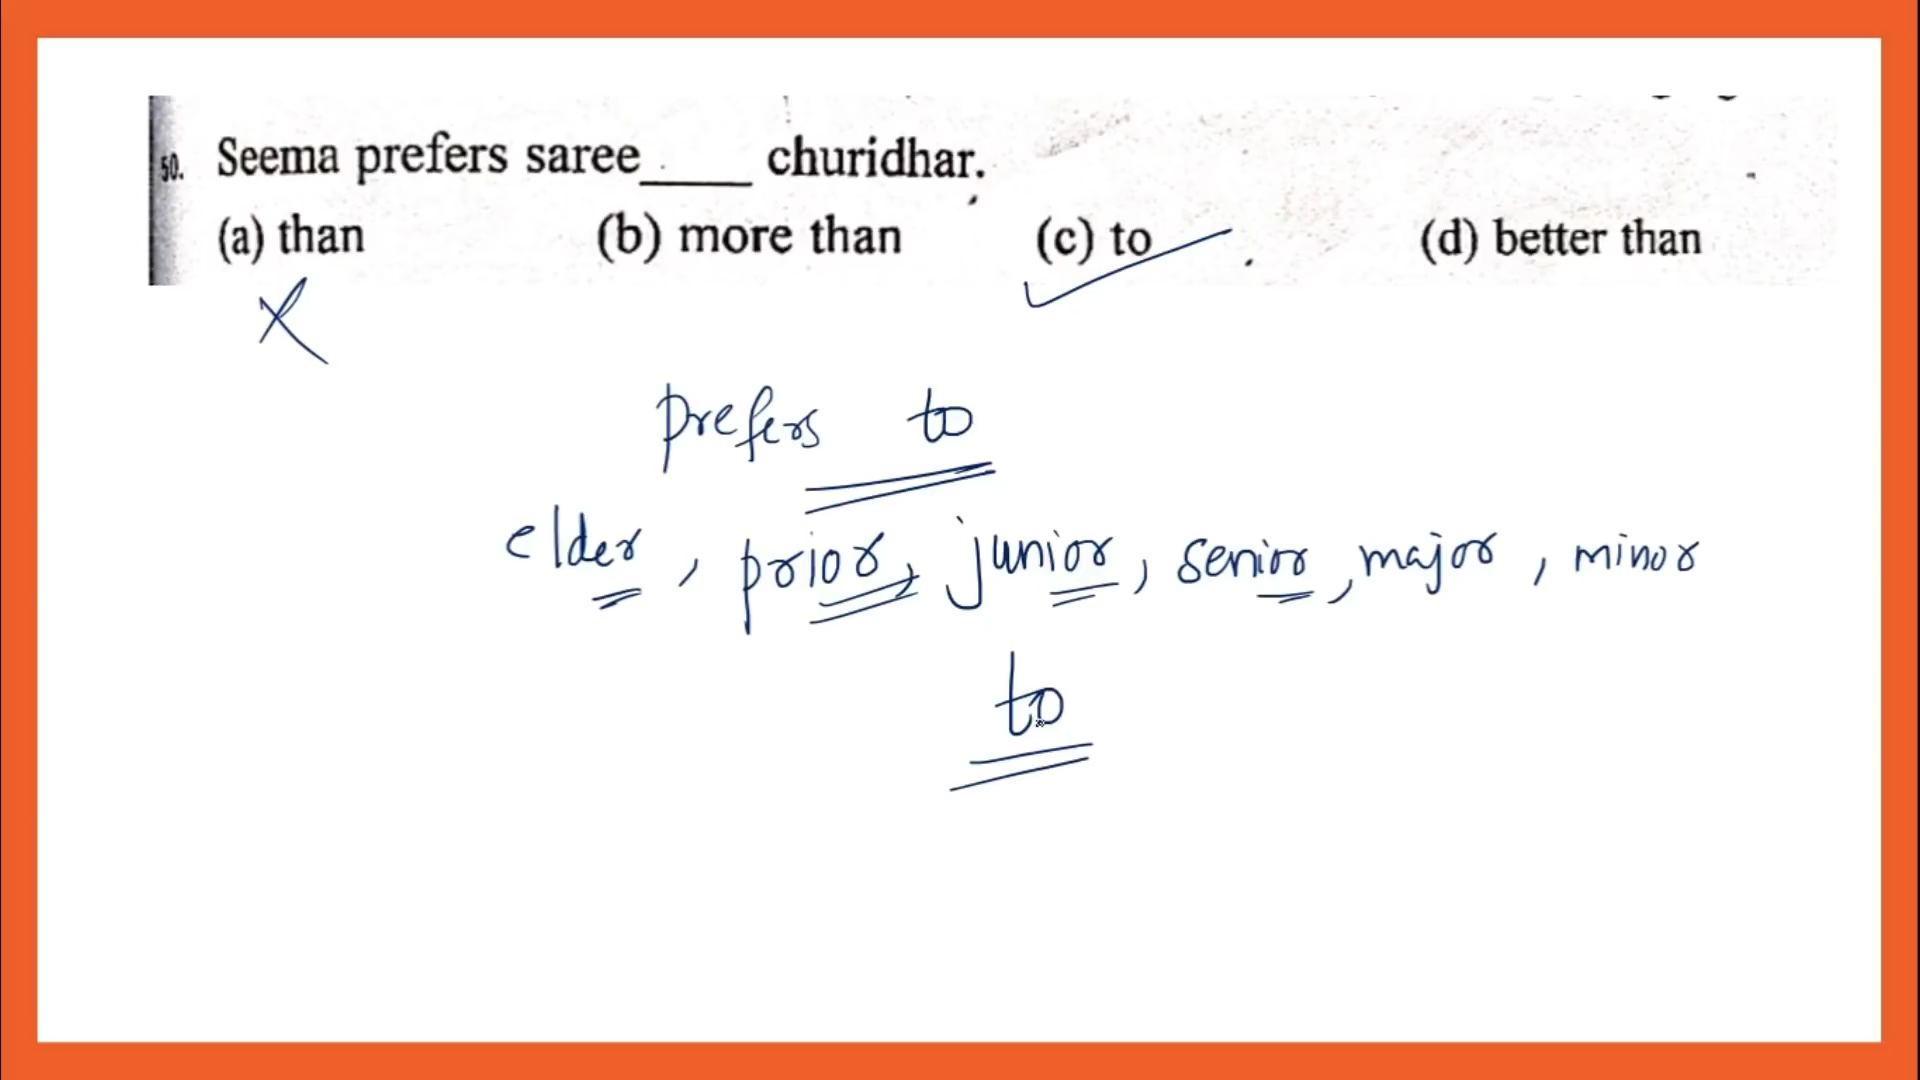 50. Seema prefers saree____ churidhar.
(a) than (b) more than (c) to (d) better than
prefers to
elder, prior, junior, senior, major, minor
to